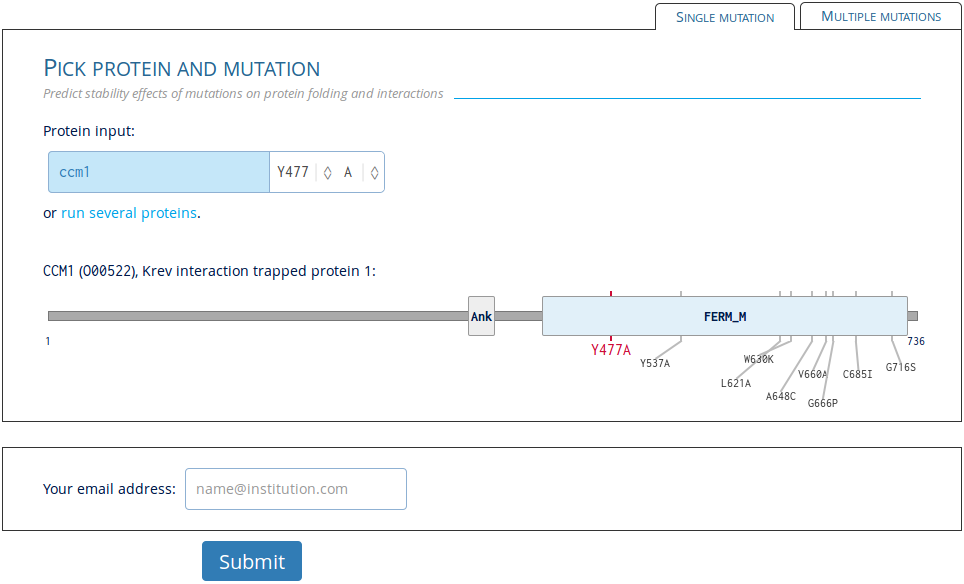 SINGLE MUTATION
MULTIPLE MUTATIONS
PICK PROTEIN AND MUTATION
Predict stability effects of mutations on protein folding and interactions
Protein input:
ccm1 Y477 A
or run several proteins.
CCM1 (O00522), Krev interaction trapped protein 1:
Ank FERM_M
1 736
Y477A
Y537A
W630K
L621A
A648C
V660A
G666P
C685I
G716S
Your email address: name@institution.com
Submit